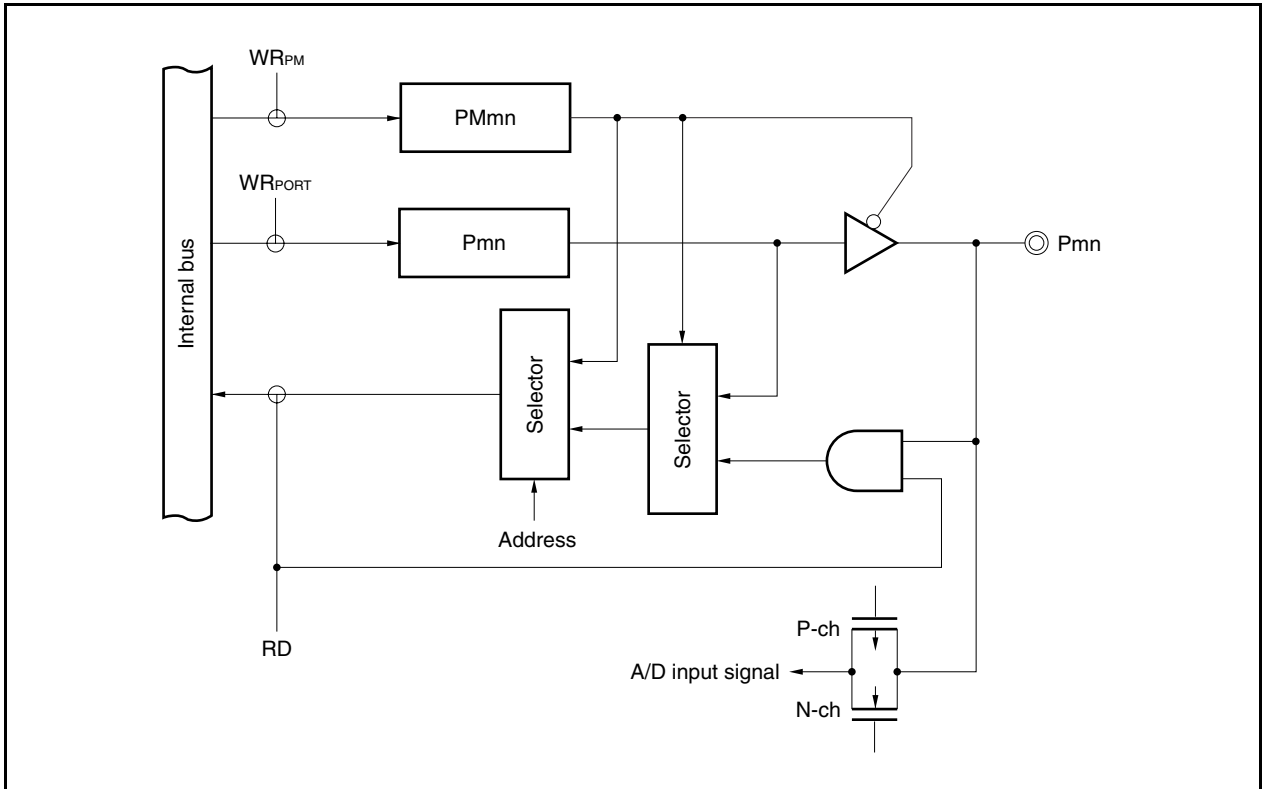 WRPM
PMmn
WRPORT
Pmn
Pmn
Internal bus
Selector
Selector
Address
RD
P-ch
A/D input signal
N-ch